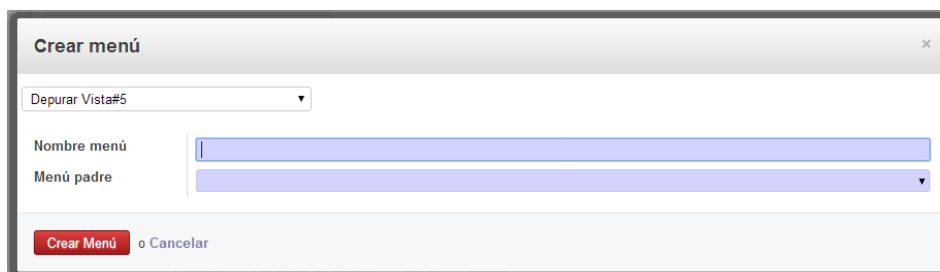 Crear menú
×
Depurar Vista#5
Nombre menú
Menú padre
Crear Menú o Cancelar